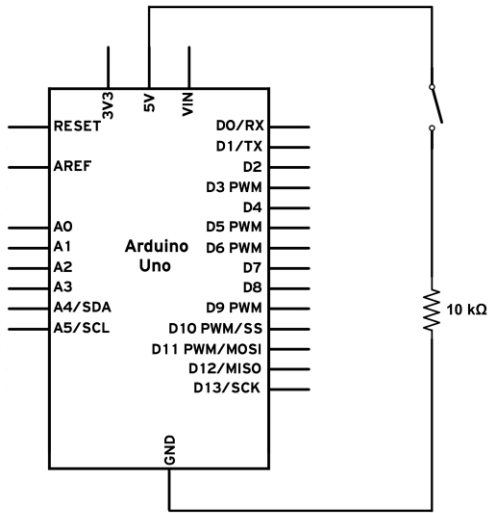 3V3
5V
VIN
RESET
AREF
A0
A1
A2
A3
A4/SDA
A5/SCL
Arduino
Uno
D0/RX
D1/TX
D2
D3 PWM
D4
D5 PWM
D6 PWM
D7
D8
D9 PWM
D10 PWM/SS
D11 PWM/MOSI
D12/MISO
D13/SCK
GND
10 kΩ